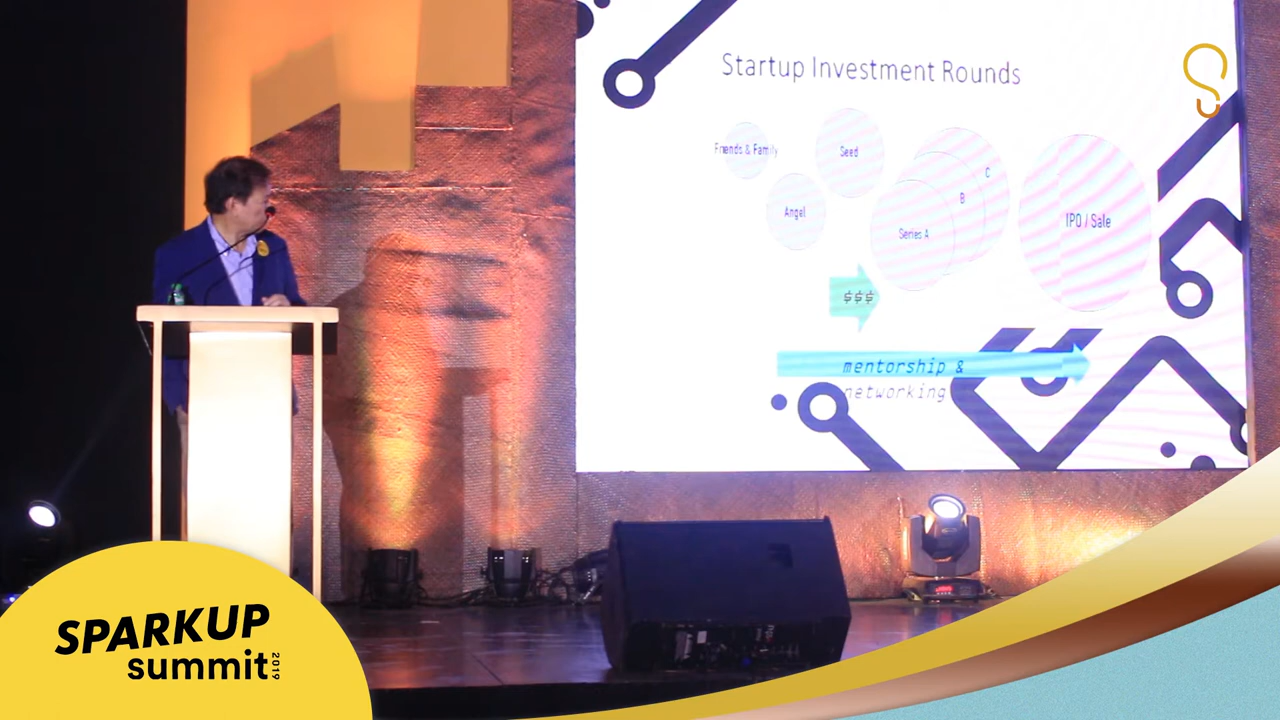 Startup Investment Rounds
Friends & Family
Seed
Angel
Series A
B
C
IPO / Sale
$$$
mentorship &
networking
SPARKUP
summit 2019